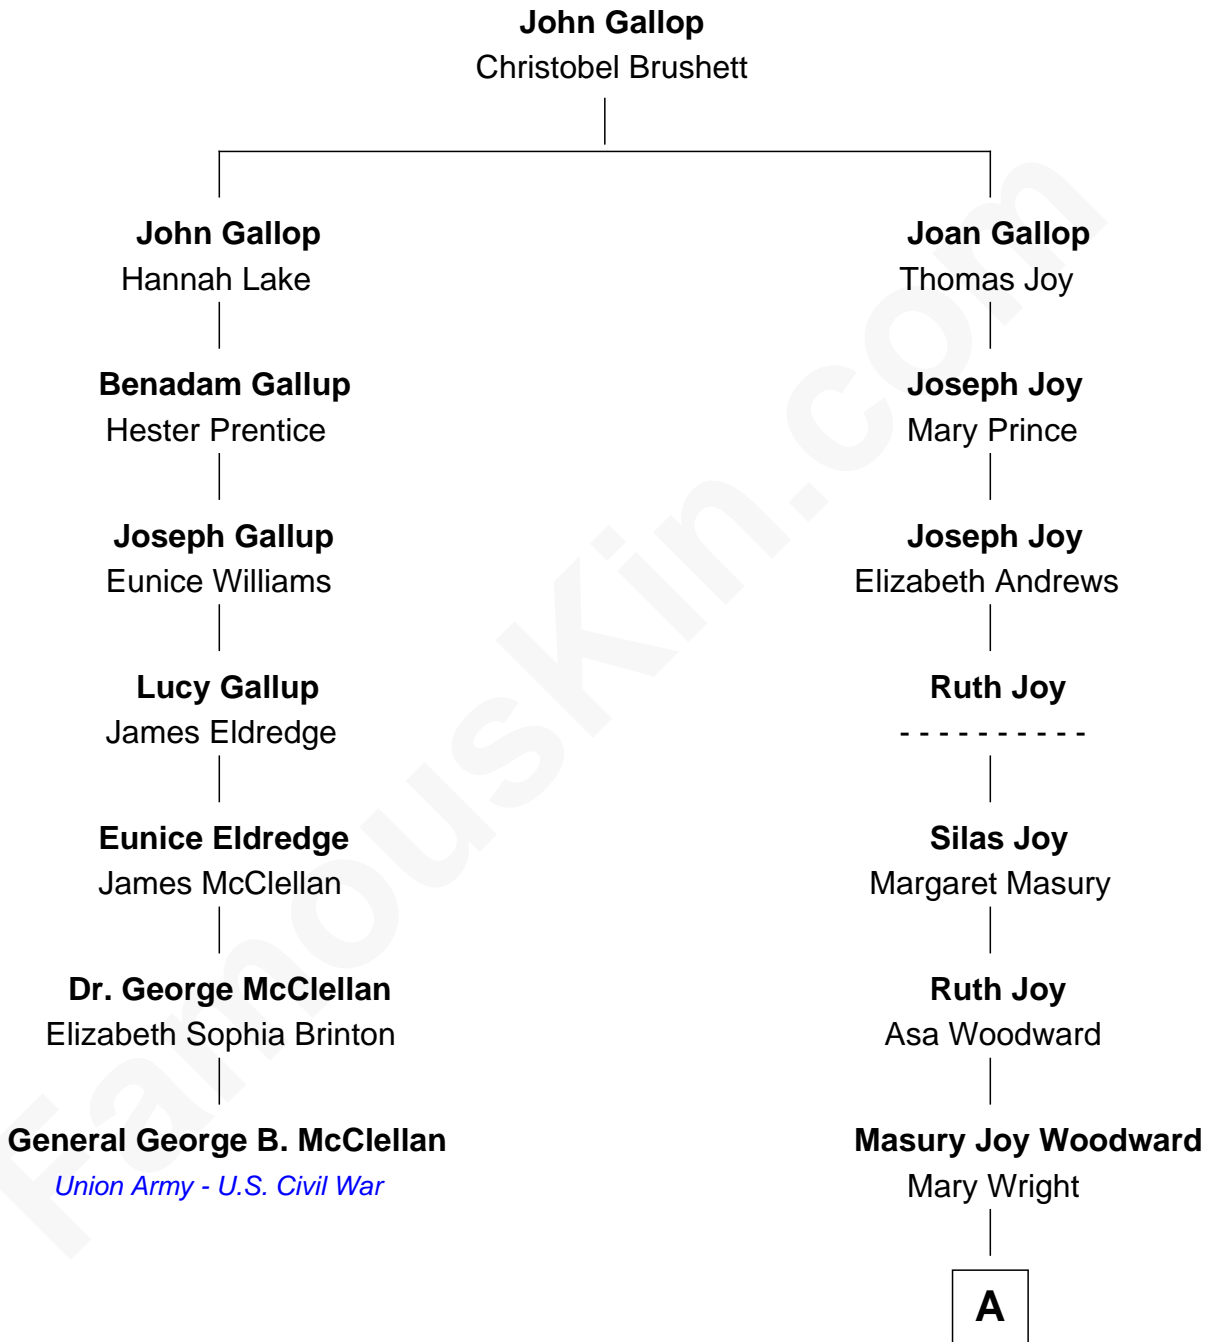 John Gallop
Christobel Brushett
John Gallop
Hannah Lake
Benadam Gallup
Hester Prentice
Joseph Gallup
Eunice Williams
Lucy Gallup
James Eldredge
Eunice Eldredge
James McClellan
Dr. George McClellan
Elizabeth Sophia Brinton
General George B. McClellan
Union Army - U.S. Civil War
Joan Gallop
Thomas Joy
Joseph Joy
Mary Prince
Joseph Joy
Elizabeth Andrews
Ruth Joy
- - - - - - - - - -
Silas Joy
Margaret Masury
Ruth Joy
Asa Woodward
Masury Joy Woodward
Mary Wright
A
FamousKin.com